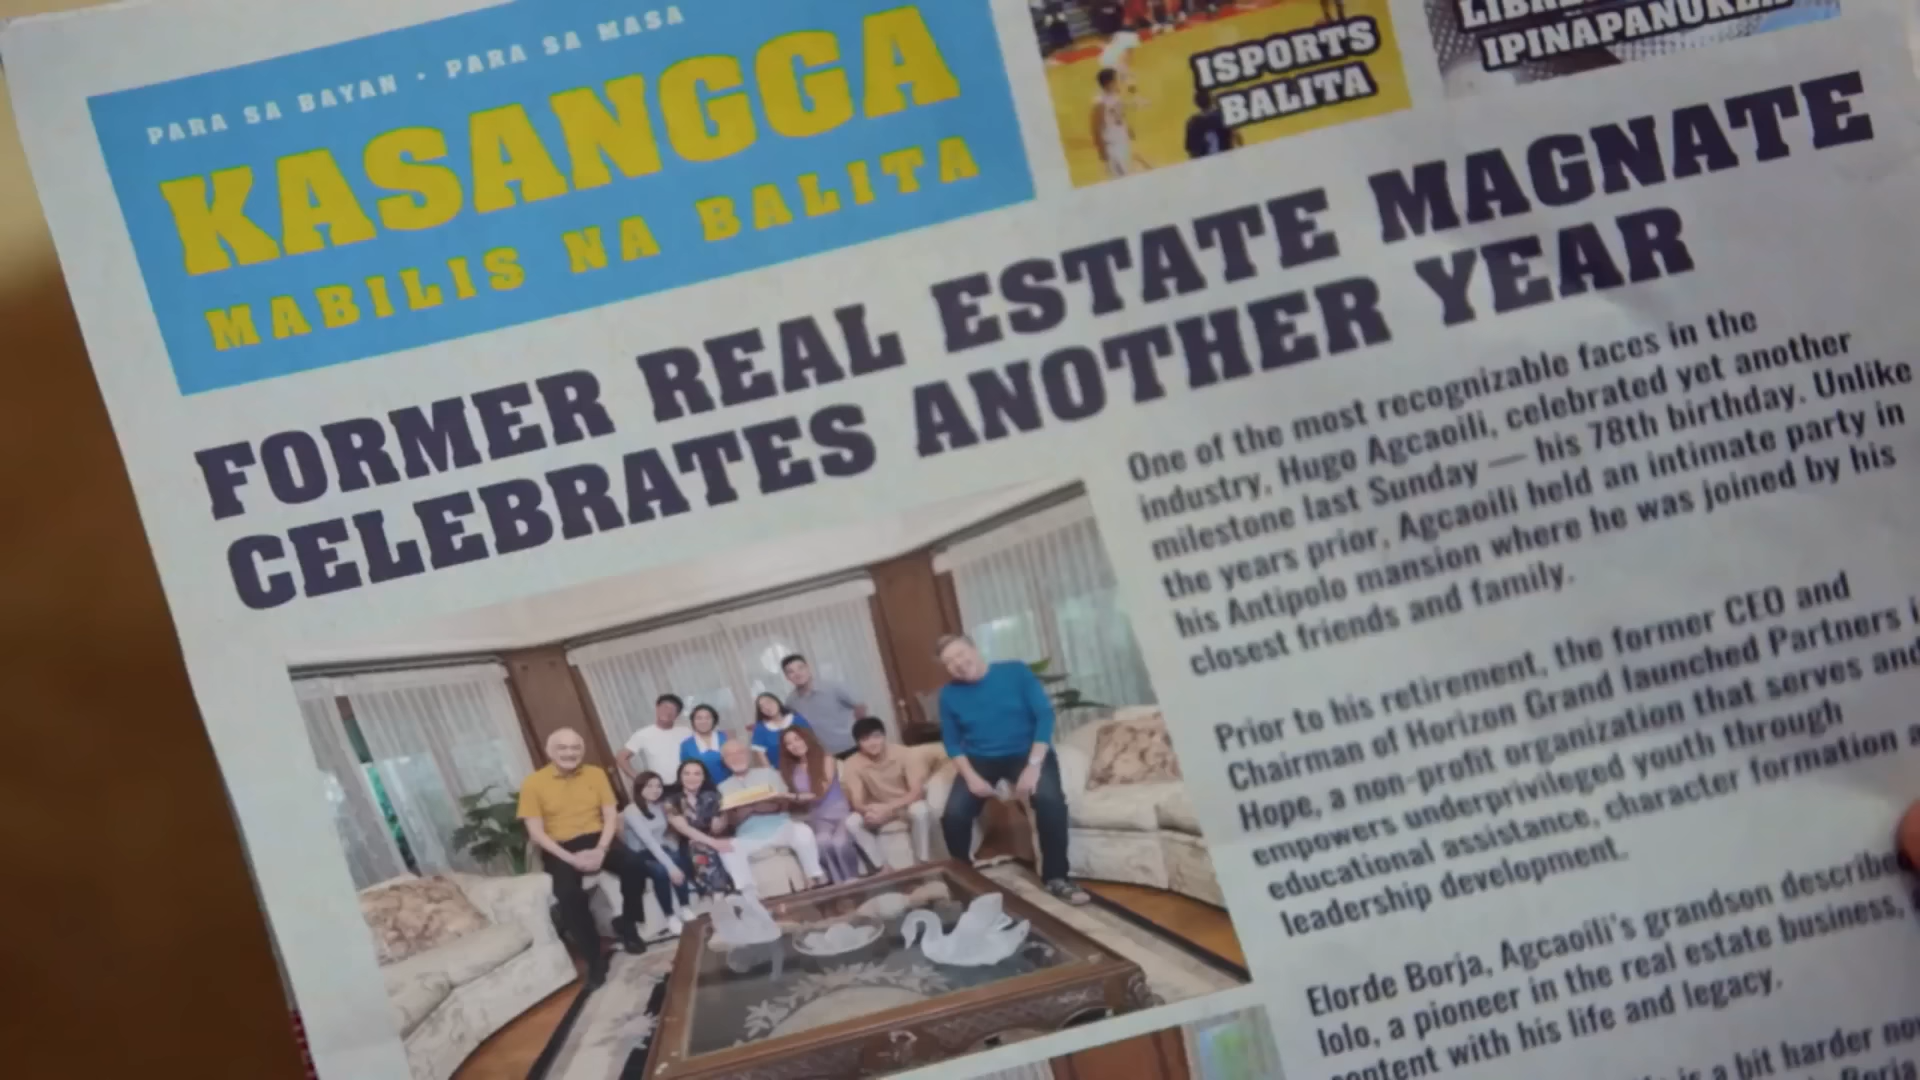 PARA SA BAYAN · PARA SA MASA
KASANGGA
MABILIS NA BALITA
ISPORTS
BALITA
FORMER REAL ESTATE MAGNATE
CELEBRATES ANOTHER YEAR
One of the most recognizable faces in the
industry, Hugo Agcaoili, celebrated yet another
milestone last Sunday — his 78th birthday. Unlike
the years prior, Agcaoili held an intimate party in
his Antipolo mansion where he was joined by his
closest friends and family.
Prior to his retirement, the former CEO and
Chairman of Horizon Grand launched Partners
Hope, a non-profit organization that serves and
empowers underprivileged youth through
educational assistance, character formation
leadership development.
Elorde Borja, Agcaoili's grandson
lolo, a pioneer in the real estate business,
content with his life and legacy.
is a bit harder
Borja